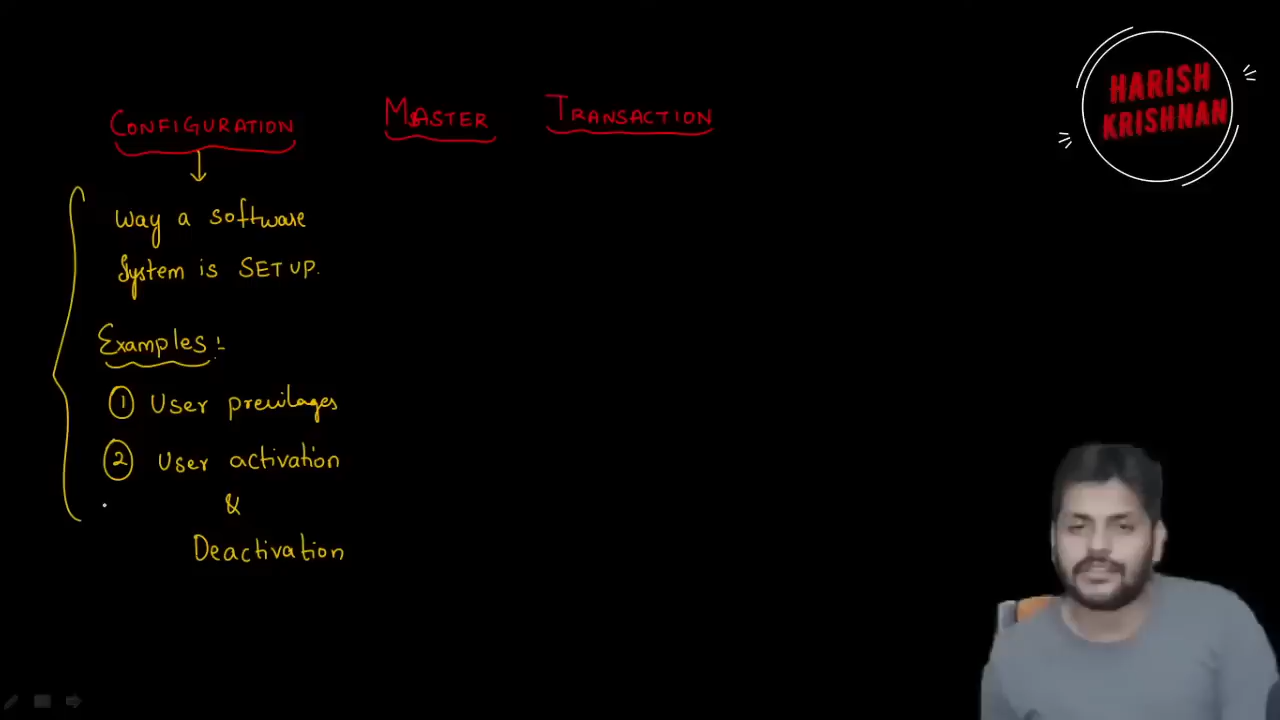 CONFIGURATION MASTER TRANSACTION
HARISH
KRISHNAN
Way a software
System is SETUP.
Examples :-
1 User previlages
2 User activation
&
Deactivation